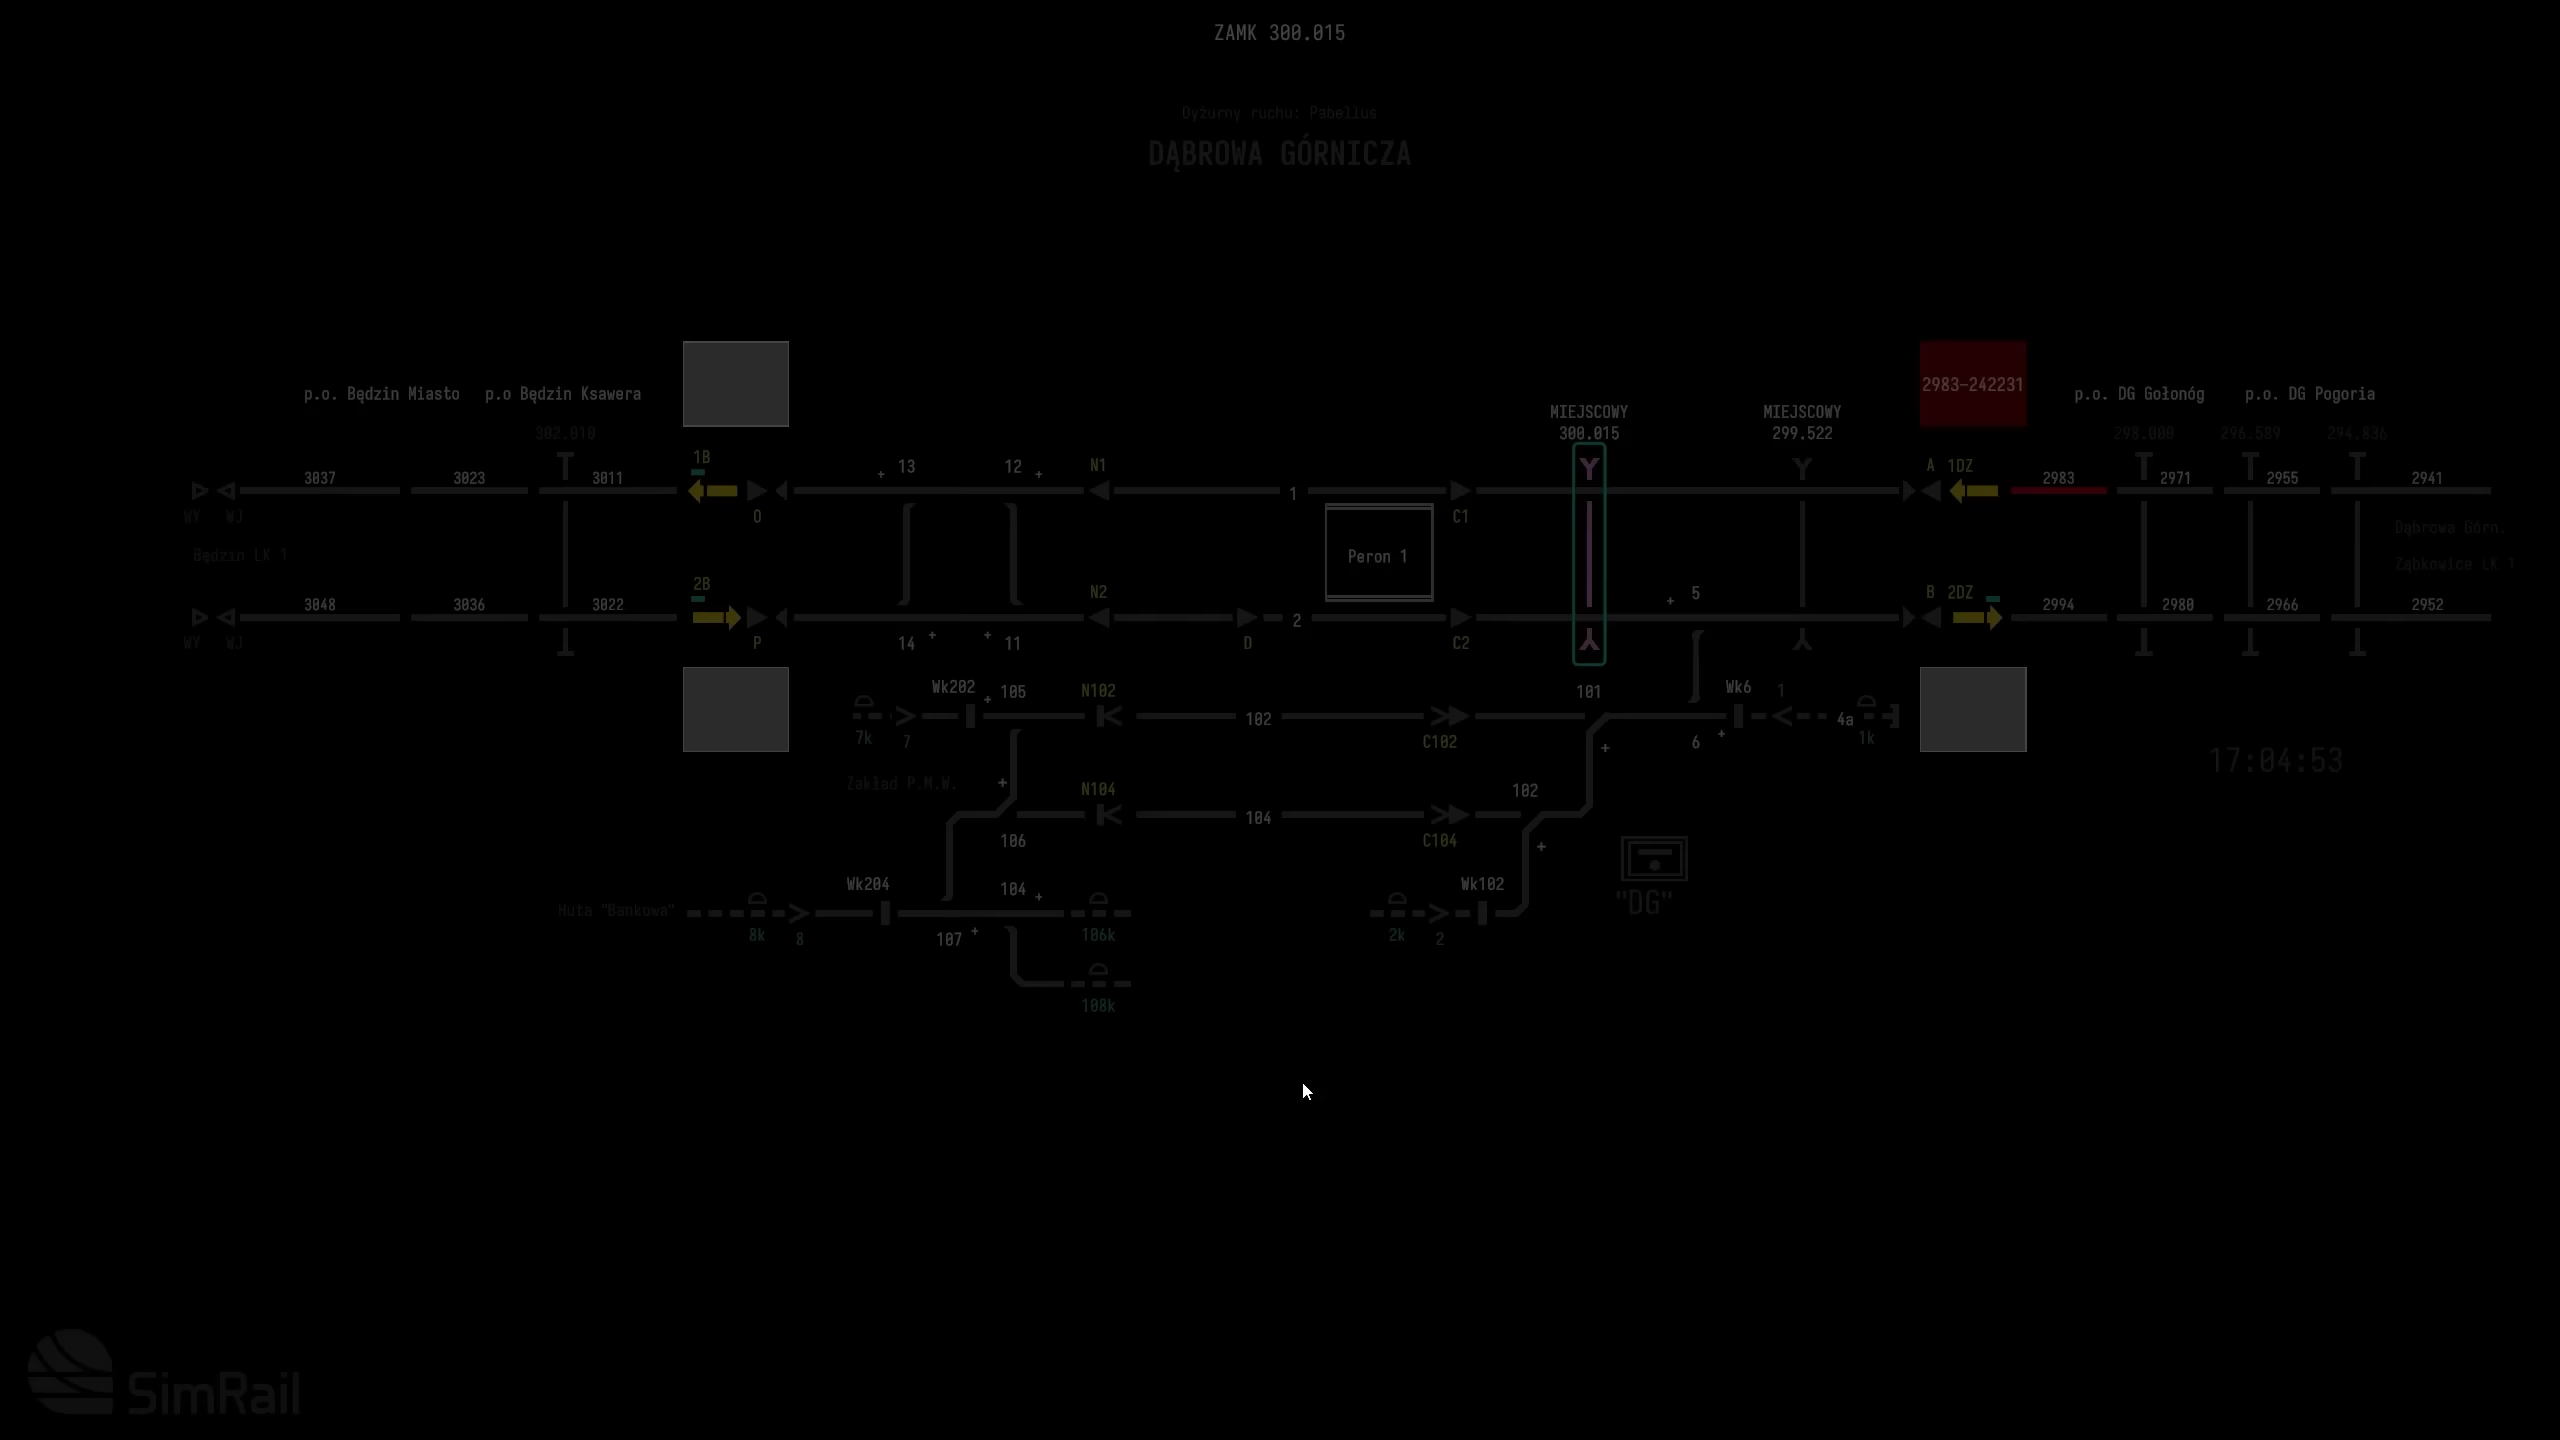 ZAMK 300.015
Dyżurny ruchu: Pabellus
DĄBROWA GÓRNICZA
p.o. Będzin Miasto
p.o Będzin Ksawera
2983-242231
p.o. DG Gołonóg
p.o. DG Pogoria
MIEJSCOWY
300.015
MIEJSCOWY
299.522
302.010
298.000
296.589
294.836
3037
3023
3011
1B
13
12
N1
A
1DZ
2983
2971
2955
2941
1
WY
WJ
O
C1
Dąbrowa Górn.
Ząbkowice LK 1
Będzin LK 1
Peron 1
2B
N2
5
B
2DZ
3048
3036
3022
2994
2980
2966
2952
2
WY
WJ
P
14
11
D
C2
Wk202
105
N102
101
Wk6
1
102
4a
7k
7
C102
6
1k
17:04:53
Zakład P.M.W.
N104
102
104
106
C104
Wk204
104
Wk102
"DG"
Huta "Bankowa"
8k
8
107
106k
2k
2
108k
SimRail